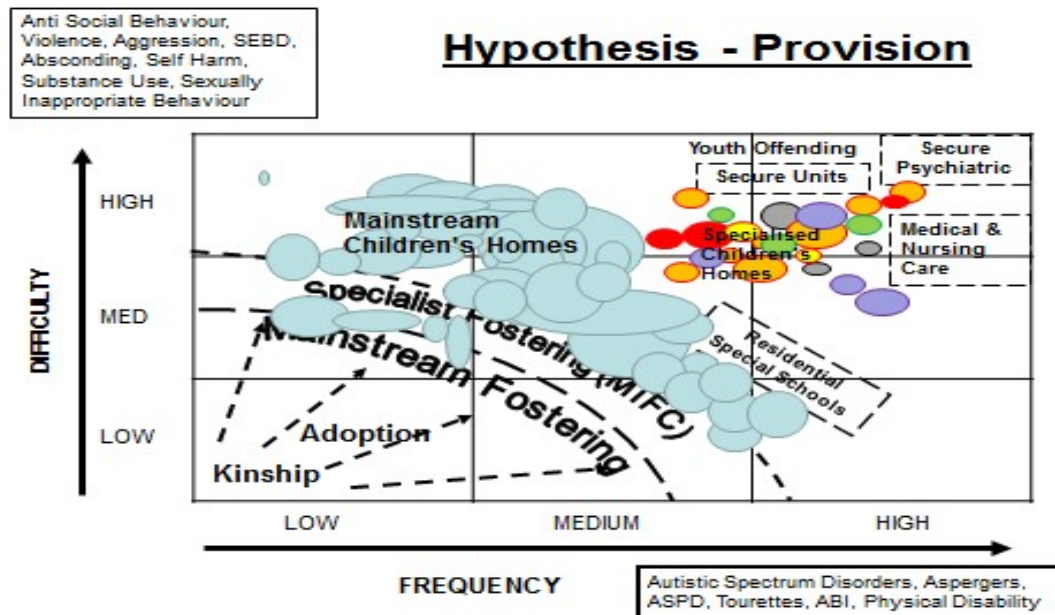 Anti Social Behaviour,
Violence, Aggression, SEBD,
Absconding, Self Harm,
Substance Use, Sexually
Inappropriate Behaviour
Hypothesis - Provision
Youth Offending
Secure Units
Secure
Psychiatric
HIGH
Mainstream
Children's Homes
Specialised
Children's
Homes
Medical &
Nursing
Care
DIFFICULTY
MED
Specialist Fostering (MTFC)
Mainstream Fostering
Residential
Special Schools
LOW
Adoption
Kinship
LOW
MEDIUM
HIGH
FREQUENCY
Autistic Spectrum Disorders, Aspergers,
ASPD, Tourettes, ABI, Physical Disability